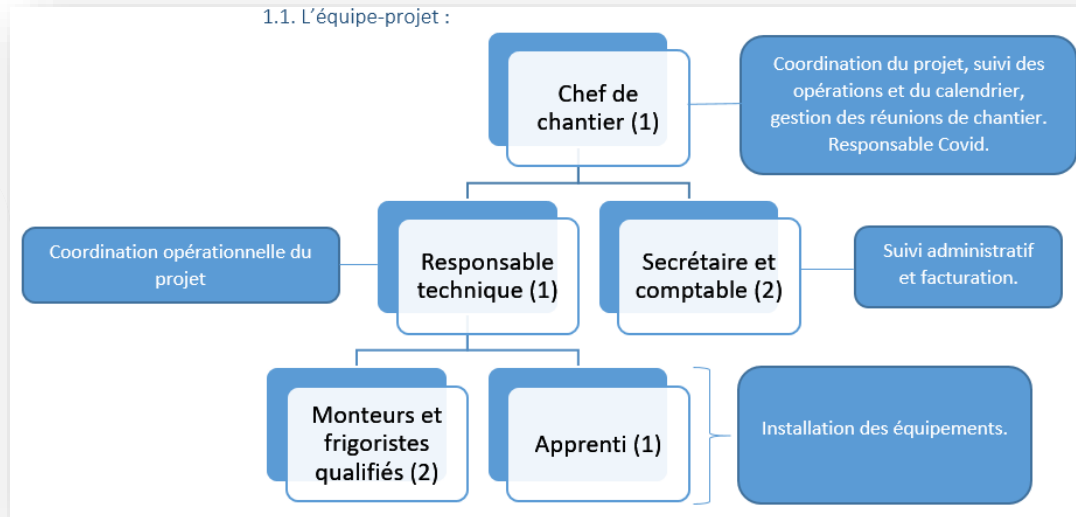 1.1. L’équipe-projet :
Chef de
chantier (1)
Coordination du projet, suivi des
opérations et du calendrier,
gestion des réunions de chantier.
Responsable Covid.
Coordination opérationnelle du
projet
Responsable
technique (1)
Secrétaire et
comptable (2)
Suivi administratif
et facturation.
Monteurs et
frigoristes
qualifiés (2)
Apprenti (1)
Installation des équipements.